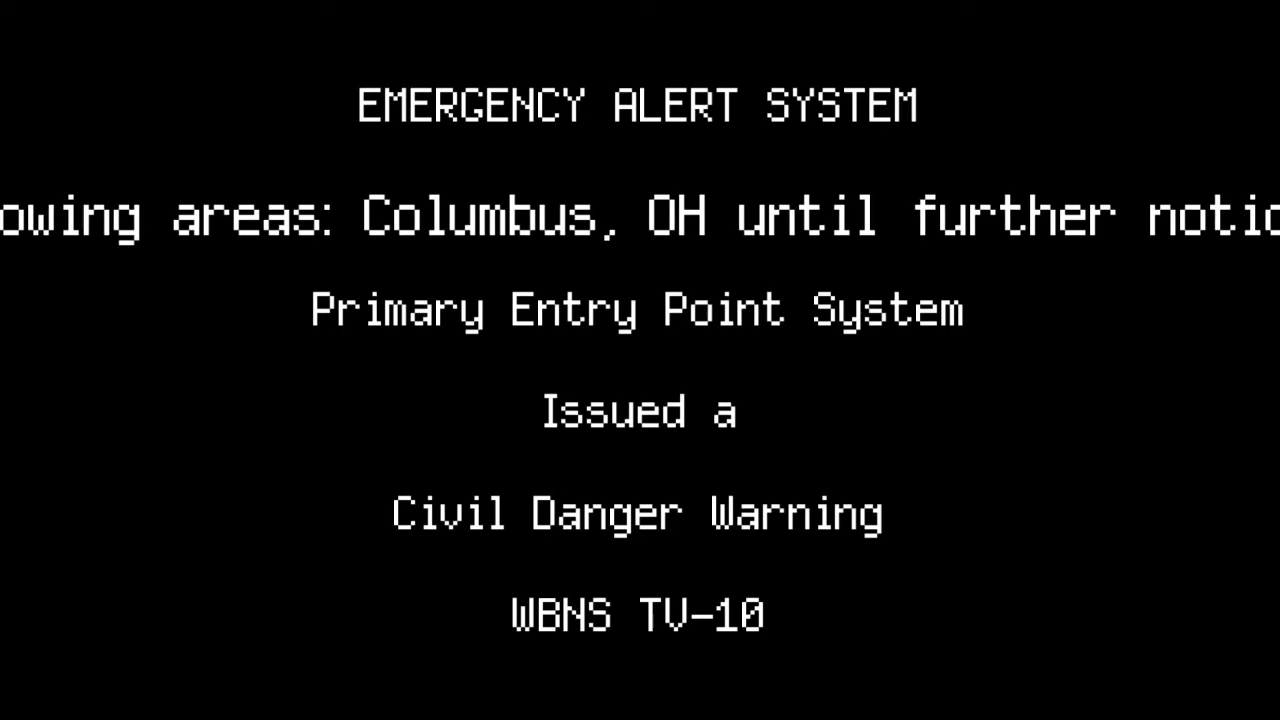 EMERGENCY ALERT SYSTEM
owing areas: Columbus, OH until further notic
Primary Entry Point System
Issued a
Civil Danger Warning
WBNS TV-10